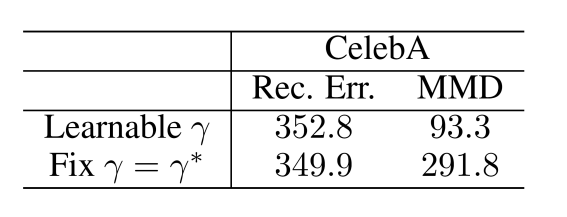 CelebA
Rec. Err. MMD
Learnable γ 352.8 93.3
Fix γ = γ* 349.9 291.8